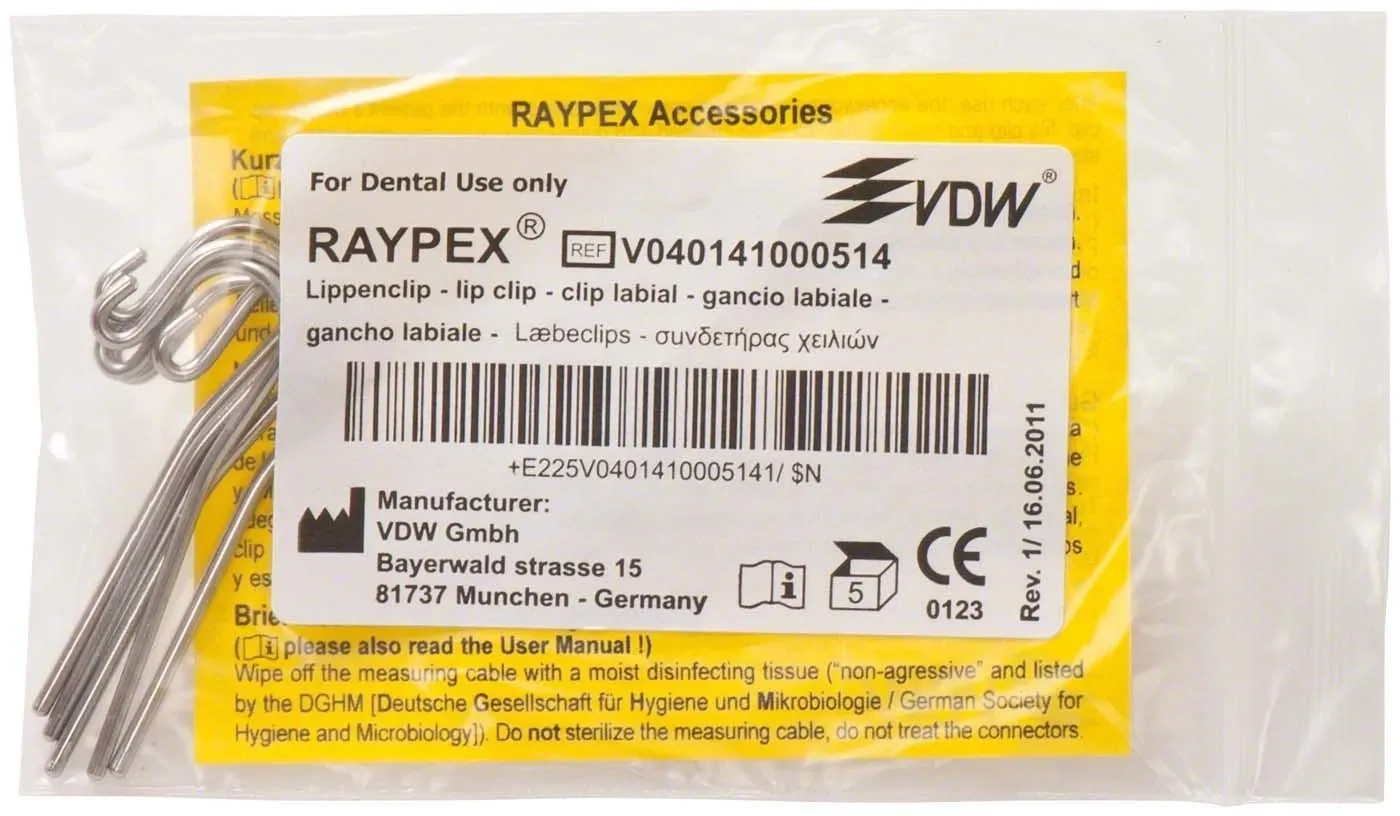 RAYPEX Accessories
For Dental Use only
VDW®
RAYPEX® REF V040141000514
Lippenclip - lip clip - clip labial - gancio labiale -
gancho labiale - Læbeclips - συνδετήρας χειλιών
+E225V0401410005141/ $N
Manufacturer:
VDW Gmbh
Bayerwald strasse 15
81737 Munchen - Germany
i
5
CE
0123
Rev. 1/ 16.06.2011
(i please also read the User Manual !)
Wipe off the measuring cable with a moist disinfecting tissue (“non-agressive” and listed
by the DGHM [Deutsche Gesellschaft für Hygiene und Mikrobiologie / German Society for
Hygiene and Microbiology]). Do not sterilize the measuring cable, do not treat the connectors.